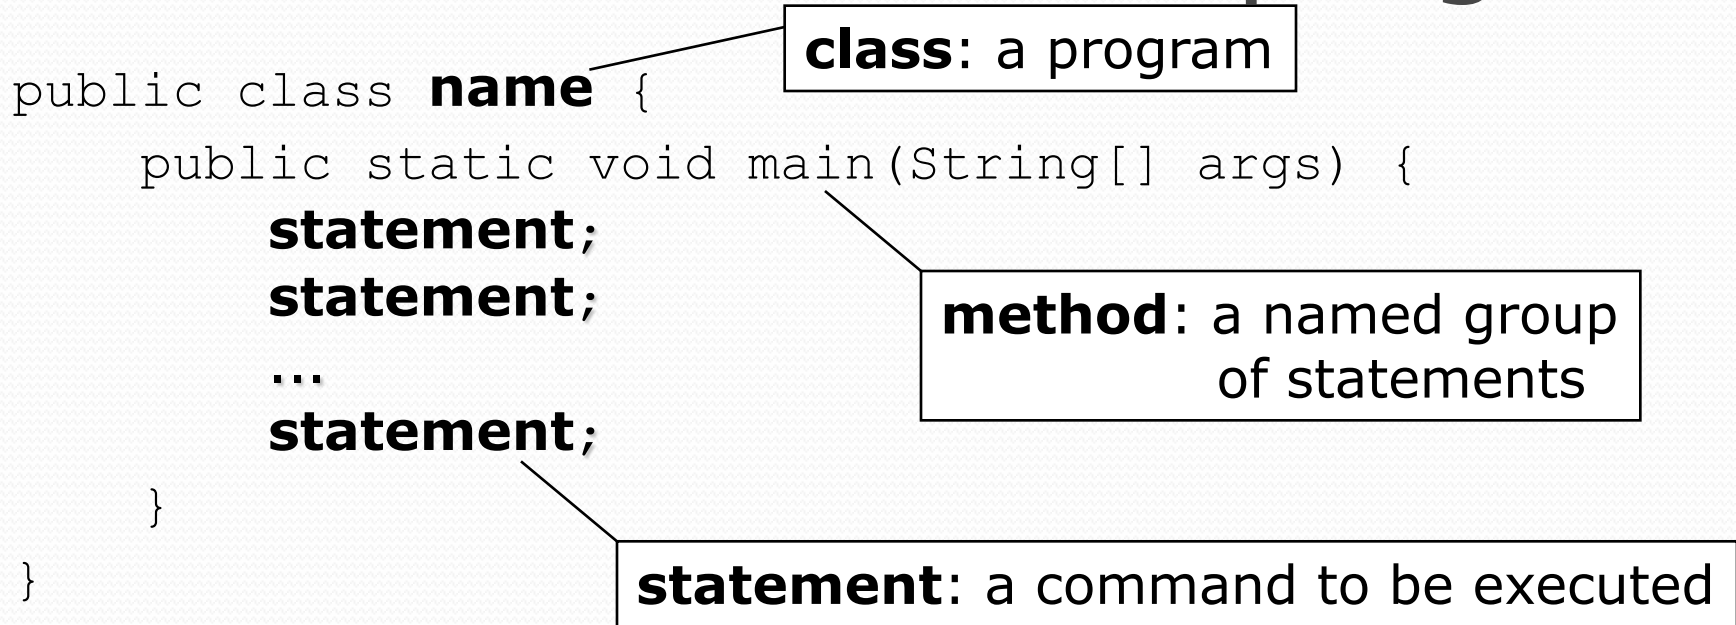 class: a program
public class name {
public static void main(String[] args) {
statement;
statement;
...
statement;
method: a named group
of statements
}
}
statement: a command to be executed